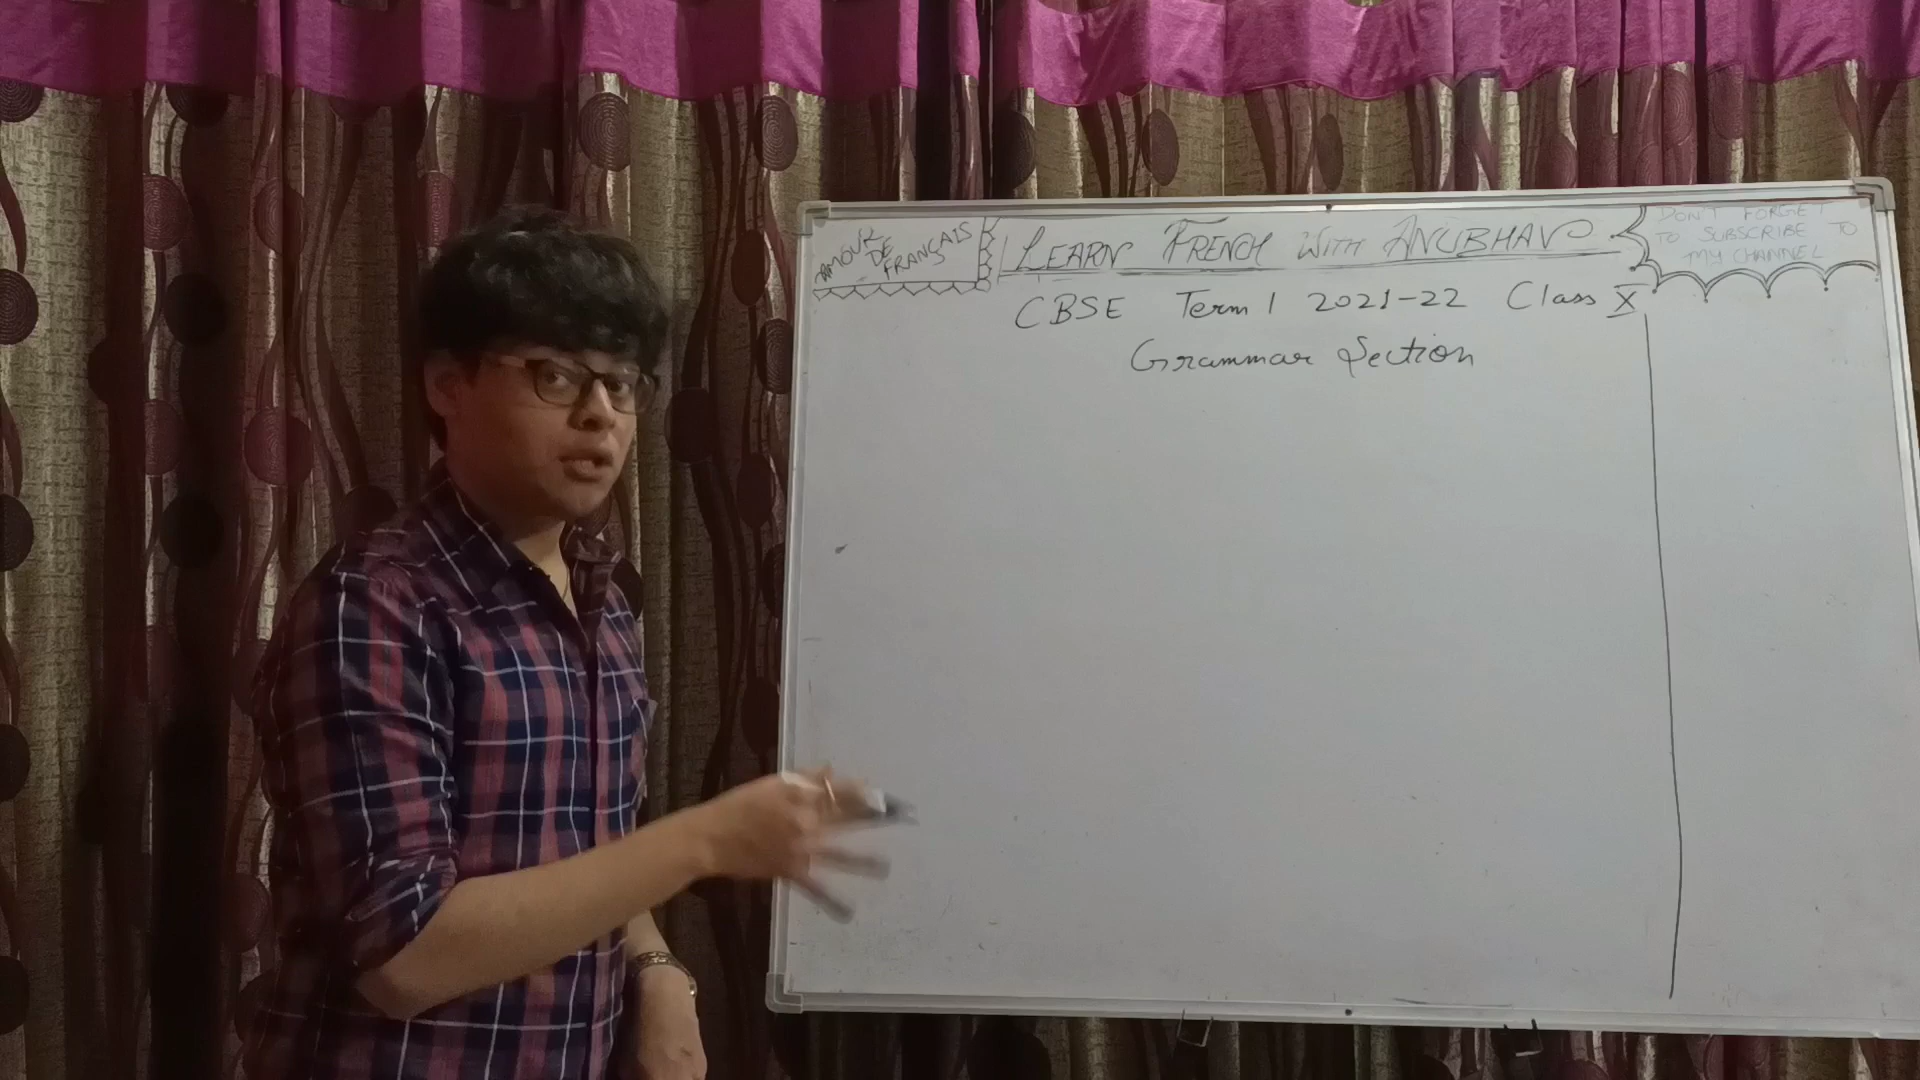 AMOUR
DE
FRANÇAIS
LEARN FRENCH WITH ANUBHAV
DON'T FORGET
TO SUBSCRIBE TO
MY CHANNEL
CBSE Term 1 2021-22 Class X
Grammar Section